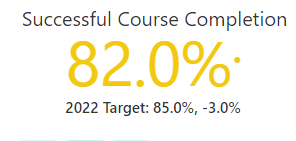 Successful Course Completion
82.0%
2022 Target: 85.0%, -3.0%